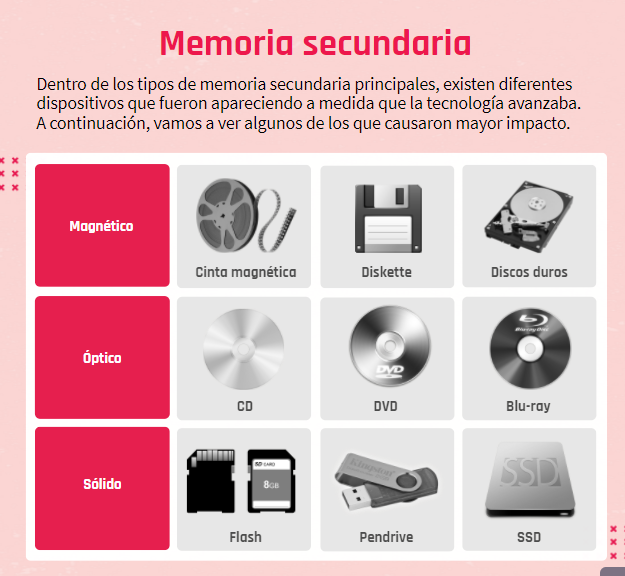 Memoria secundaria
Dentro de los tipos de memoria secundaria principales, existen diferentes
dispositivos que fueron apareciendo a medida que la tecnología avanzaba.
A continuación, vamos a ver algunos de los que causaron mayor impacto.
Magnético
Cinta magnética
Diskette
Discos duros
Óptico
CD
DVD
DVD
Blu-ray Disc
Blu-ray
Sólido
SD CARD
8GB
Flash
Kingston
Pendrive
SSD
SSD